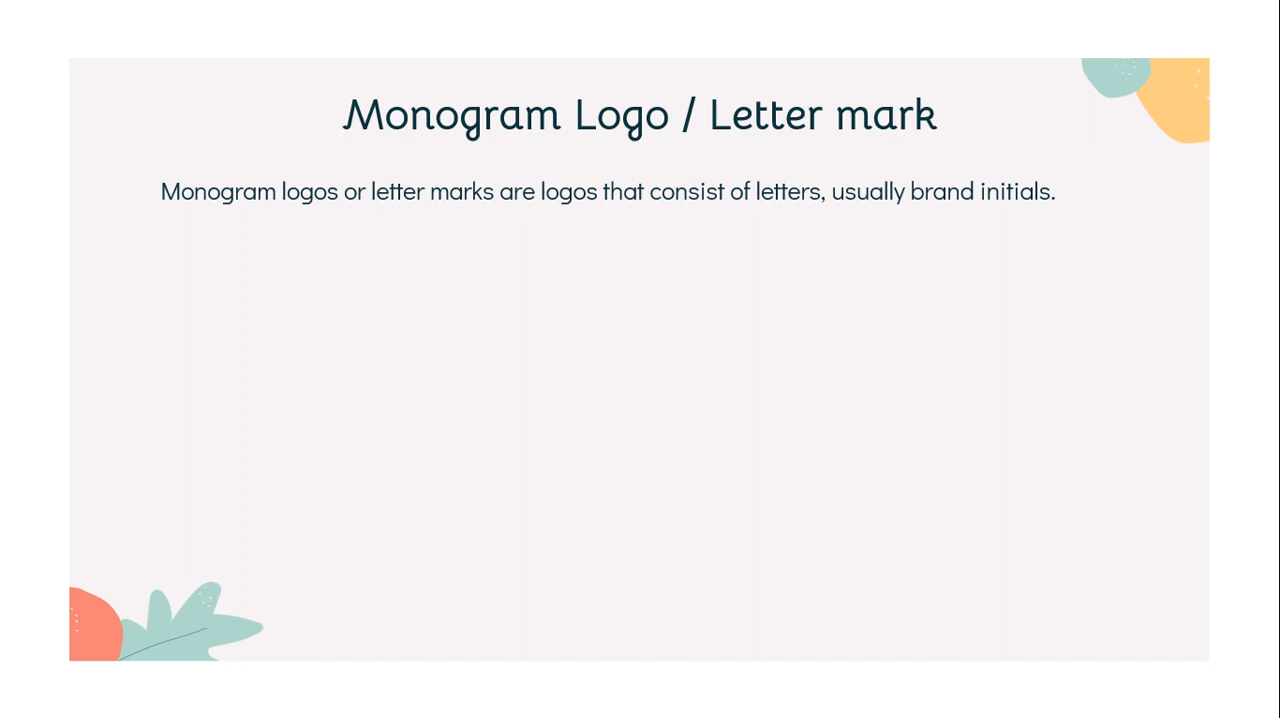 Monogram Logo / Letter mark
Monogram logos or letter marks are logos that consist of letters, usually brand initials.